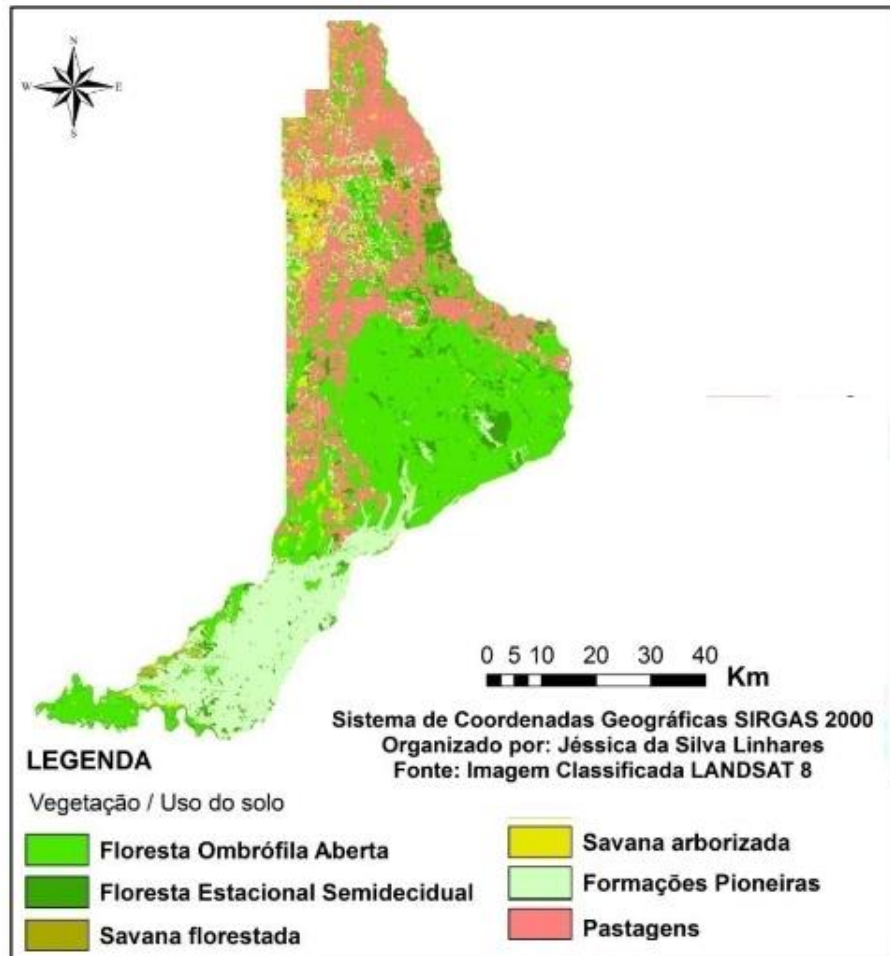 N
W E
S
0 5 10 20 30 40
Km
Sistema de Coordenadas Geográficas SIRGAS 2000
Organizado por: Jéssica da Silva Linhares
Fonte: Imagem Classificada LANDSAT 8
LEGENDA
Vegetação / Uso do solo
Floresta Ombrófila Aberta
Floresta Estacional Semidecidual
Savana florestada
Savana arborizada
Formações Pioneiras
Pastagens